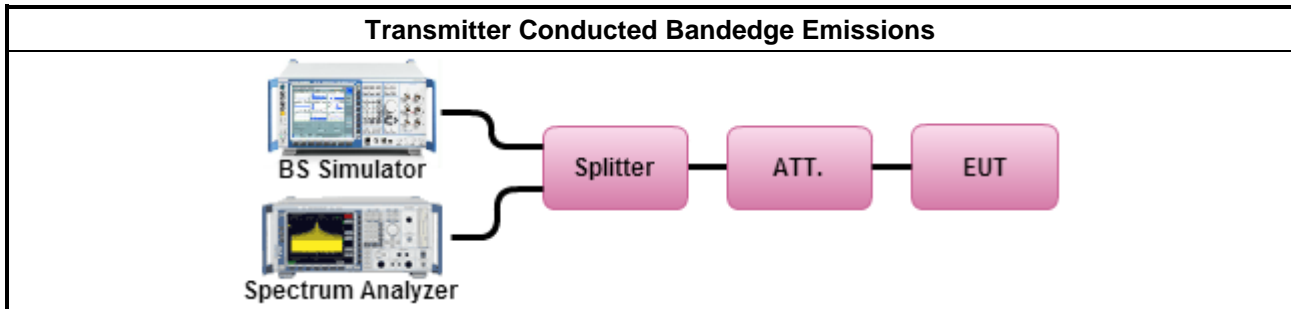 Transmitter Conducted Bandedge Emissions
BS Simulator
Splitter
ATT.
EUT
Spectrum Analyzer